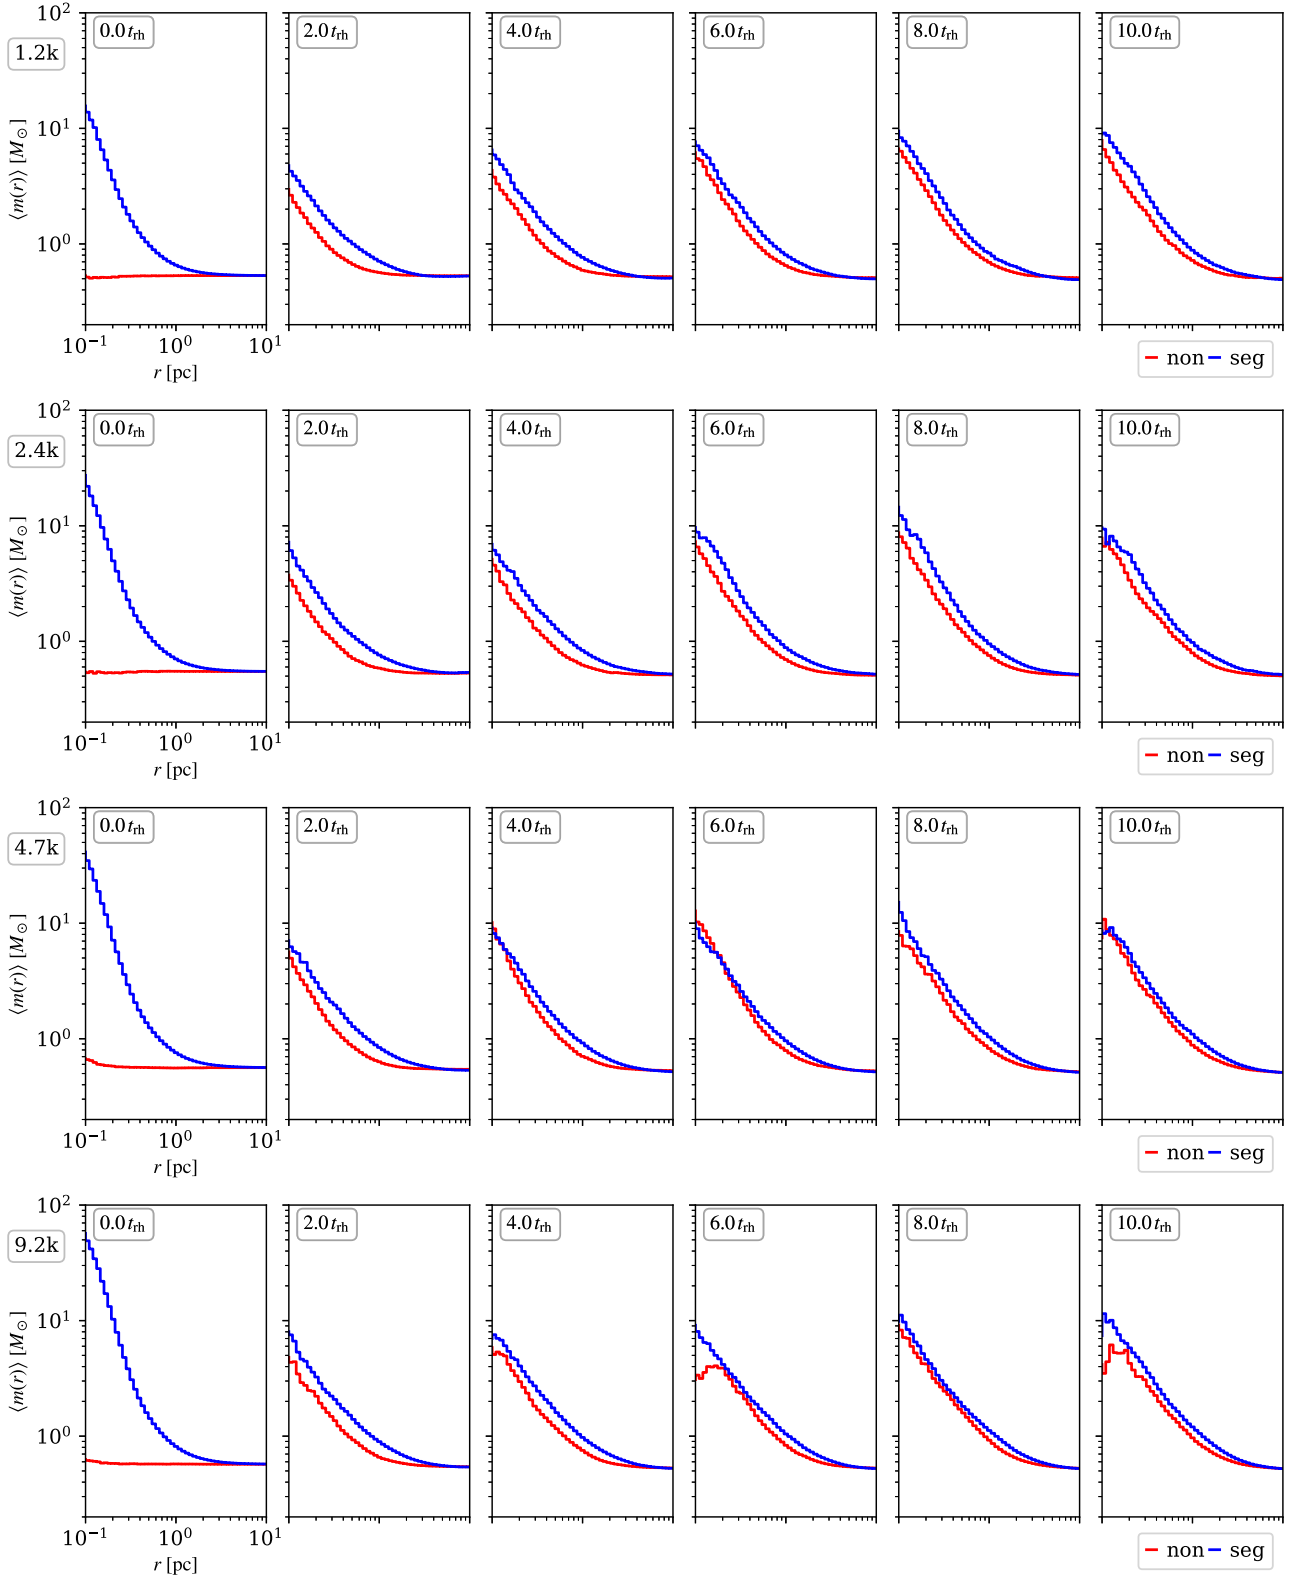 1.2k
0.0 t_rh 2.0 t_rh 4.0 t_rh 6.0 t_rh 8.0 t_rh 10.0 t_rh
10² 10¹ 10⁰
⟨m(r)⟩ [M⊙]
10⁻¹ 10⁰ 10¹
r [pc]
non seg
2.4k
0.0 t_rh 2.0 t_rh 4.0 t_rh 6.0 t_rh 8.0 t_rh 10.0 t_rh
10² 10¹ 10⁰
⟨m(r)⟩ [M⊙]
10⁻¹ 10⁰ 10¹
r [pc]
non seg
4.7k
0.0 t_rh 2.0 t_rh 4.0 t_rh 6.0 t_rh 8.0 t_rh 10.0 t_rh
10² 10¹ 10⁰
⟨m(r)⟩ [M⊙]
10⁻¹ 10⁰ 10¹
r [pc]
non seg
9.2k
0.0 t_rh 2.0 t_rh 4.0 t_rh 6.0 t_rh 8.0 t_rh 10.0 t_rh
10² 10¹ 10⁰
⟨m(r)⟩ [M⊙]
10⁻¹ 10⁰ 10¹
r [pc]
non seg